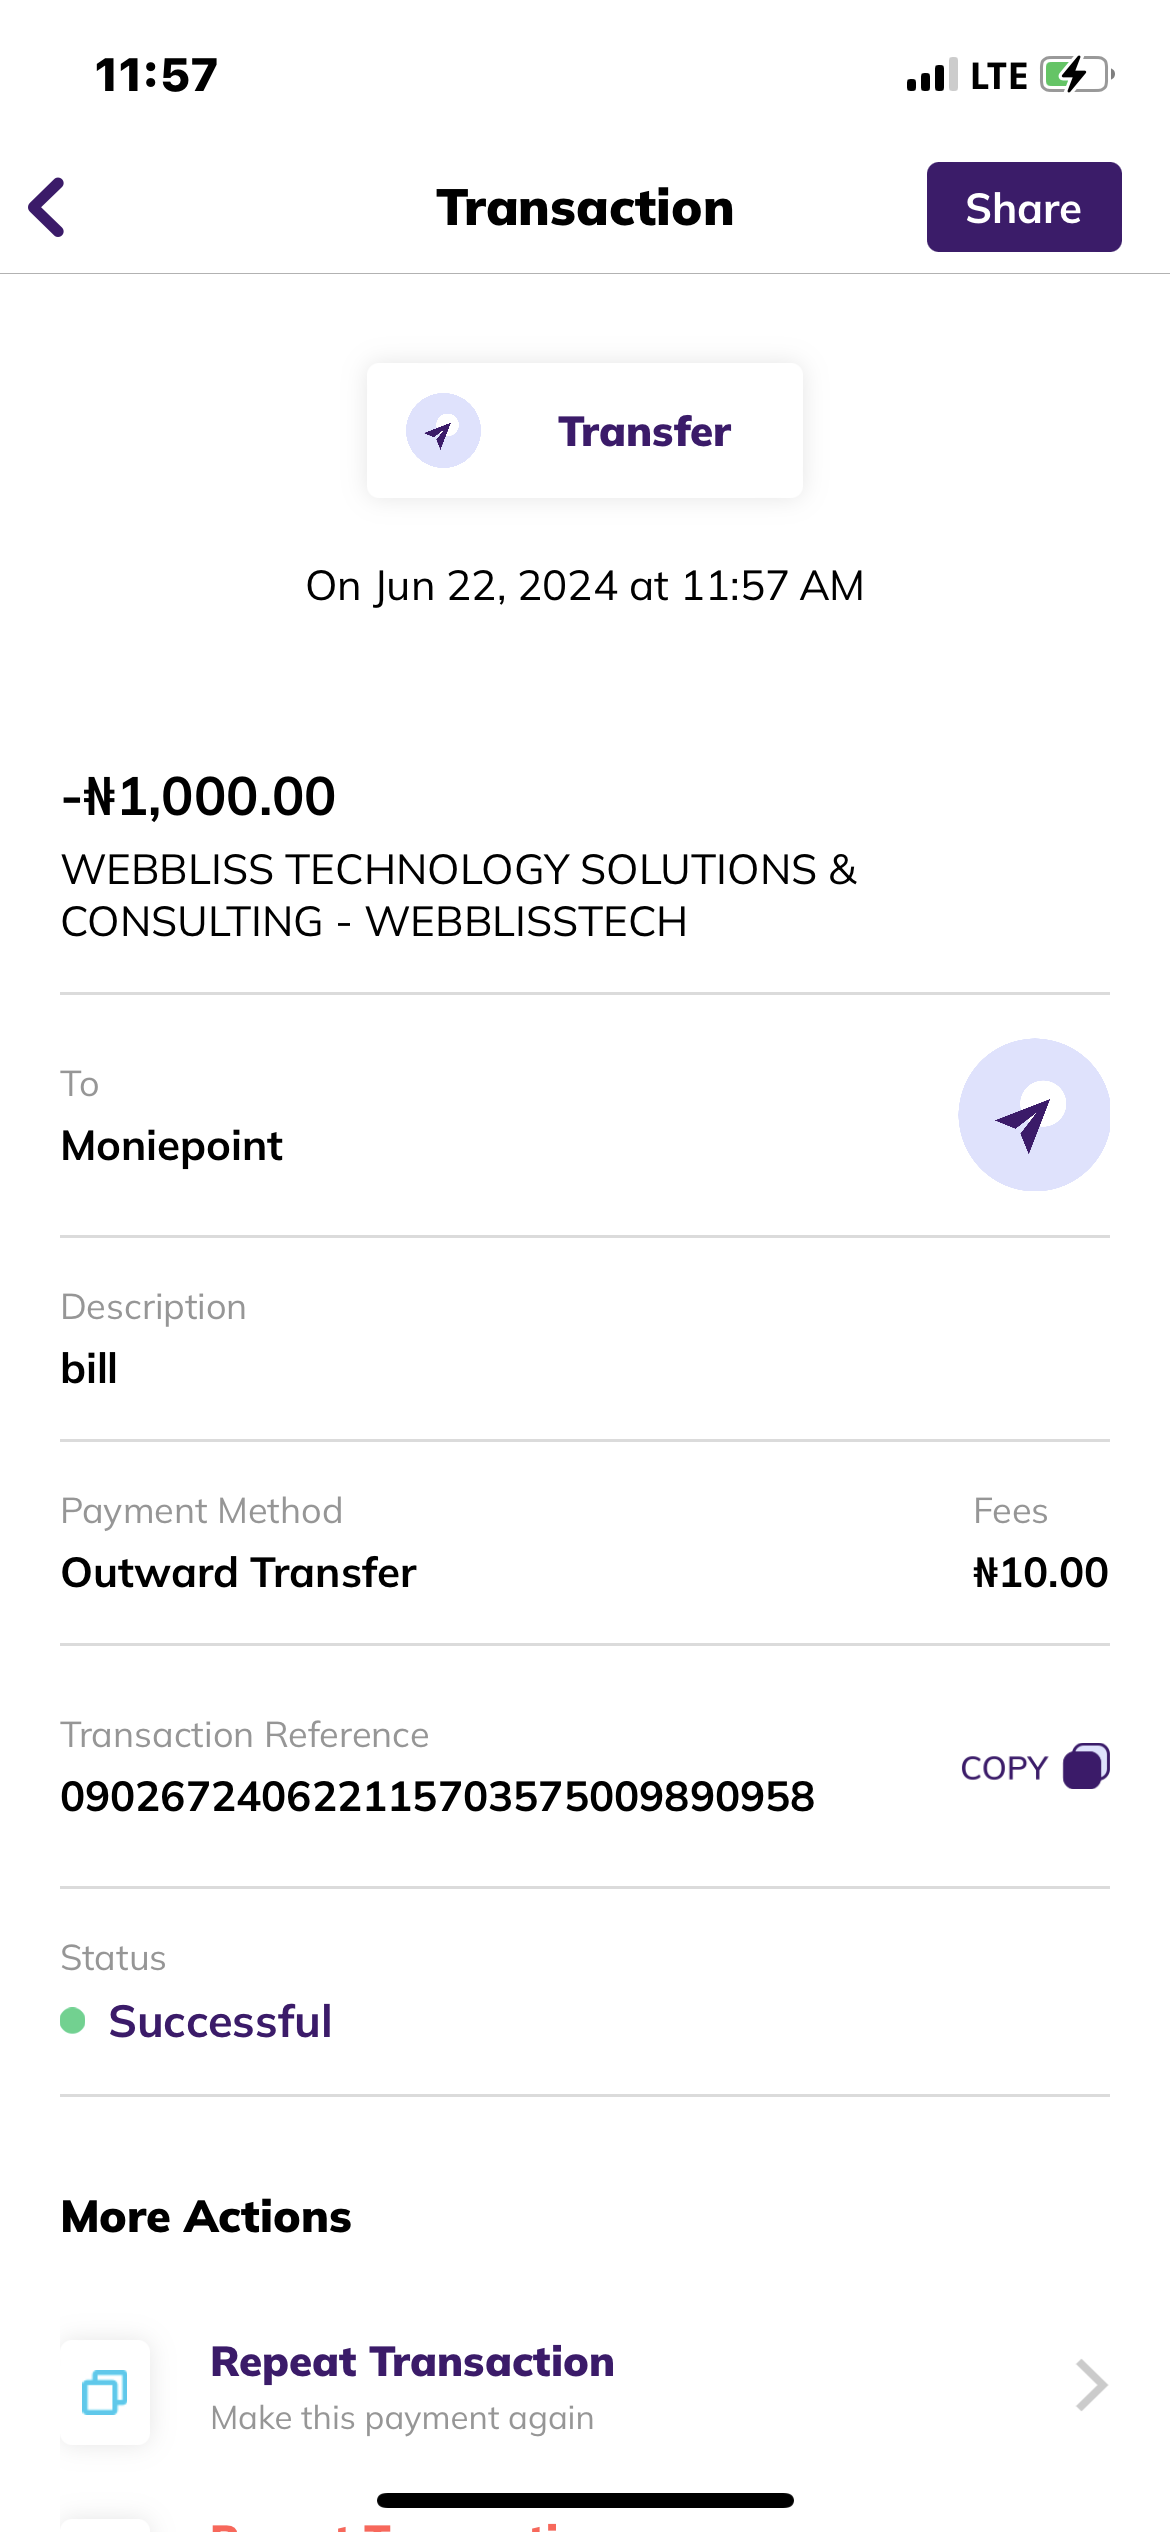 11:57
LTE
Transaction
Share
Transfer
On Jun 22, 2024 at 11:57 AM
-₦1,000.00
WEBBLISS TECHNOLOGY SOLUTIONS &
CONSULTING - WEBBLISSTECH
To
Moniepoint
Description
bill
Payment Method
Fees
Outward Transfer
₦10.00
Transaction Reference
COPY
090267240622115703575009890958
Status
Successful
More Actions
Repeat Transaction
Make this payment again